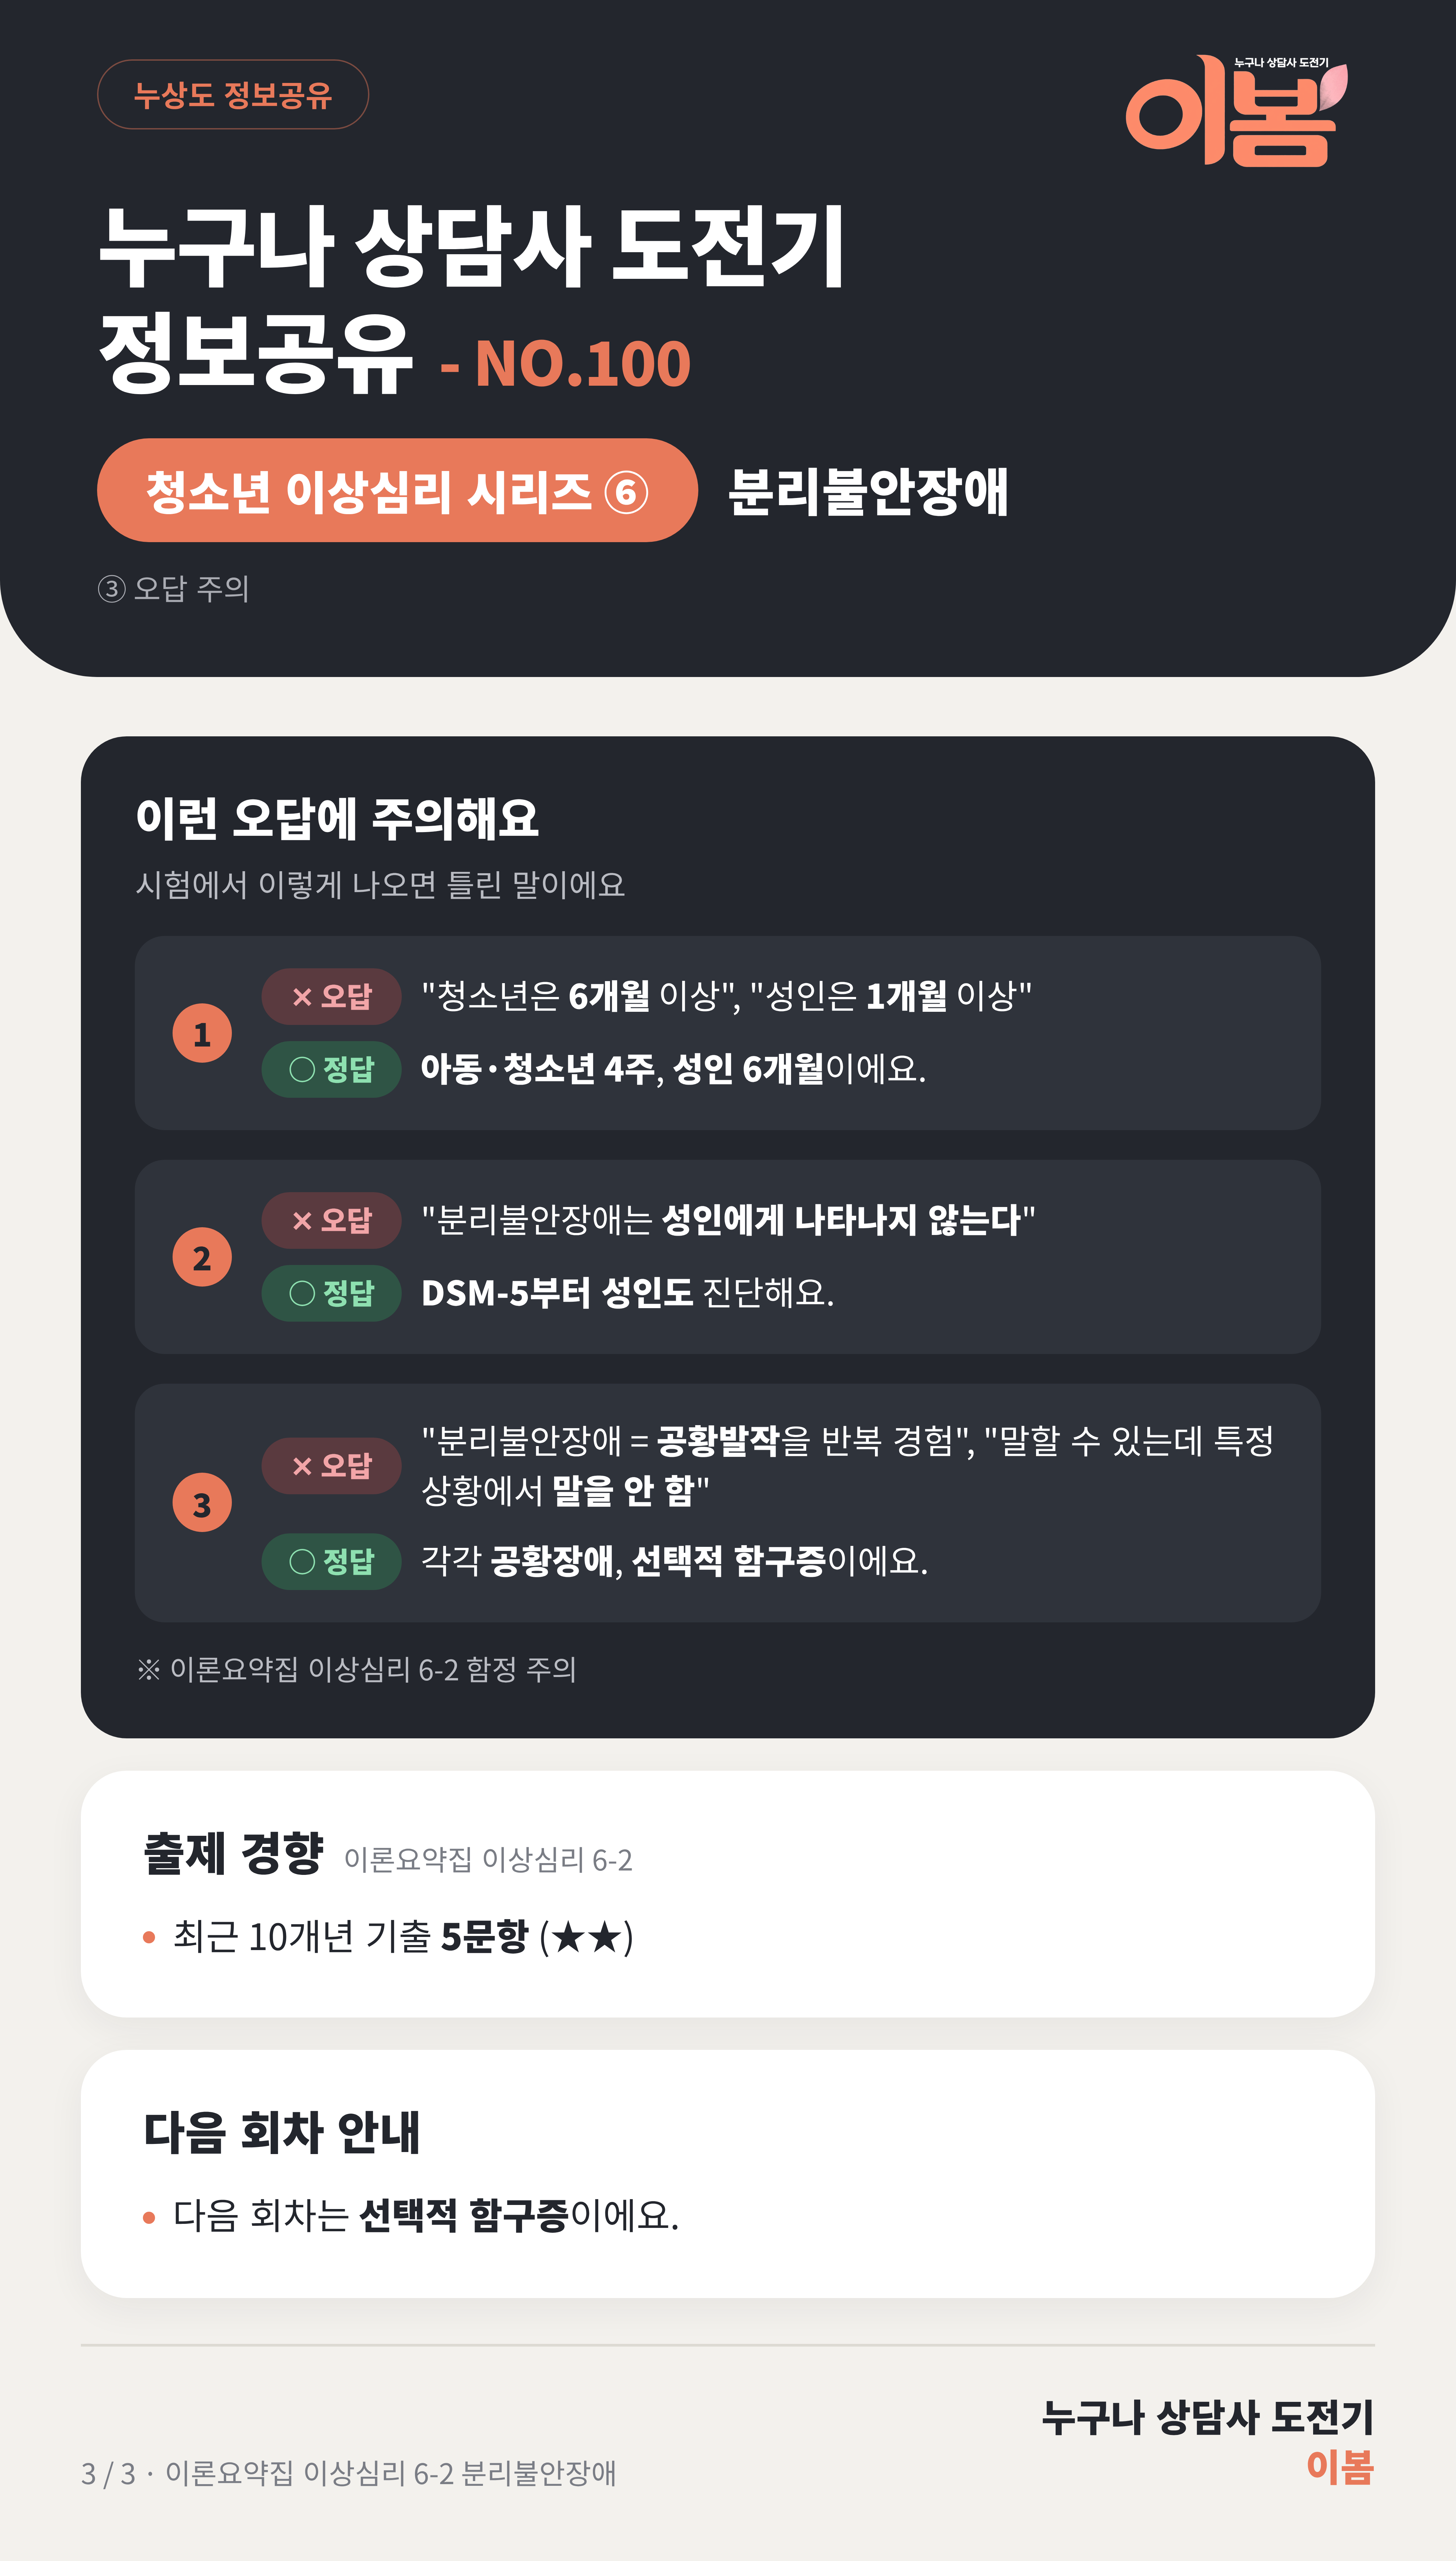 누상도 정보공유
누구나 상담사 도전기
이봄
누구나 상담사 도전기
정보공유 - NO.100
청소년 이상심리 시리즈 ⑥ 분리불안장애
③ 오답 주의
이런 오답에 주의해요
시험에서 이렇게 나오면 틀린 말이에요
1
✕ 오답 "청소년은 6개월 이상", "성인은 1개월 이상"
○ 정답 아동·청소년 4주, 성인 6개월이에요.
2
✕ 오답 "분리불안장애는 성인에게 나타나지 않는다"
○ 정답 DSM-5부터 성인도 진단해요.
3
✕ 오답 "분리불안장애 = 공황발작을 반복 경험", "말할 수 있는데 특정
상황에서 말을 안 함"
○ 정답 각각 공황장애, 선택적 함구증이에요.
※ 이론요약집 이상심리 6-2 함정 주의
출제 경향 이론요약집 이상심리 6-2
• 최근 10개년 기출 5문항 (★★)
다음 회차 안내
• 다음 회차는 선택적 함구증이에요.
누구나 상담사 도전기
3 / 3 · 이론요약집 이상심리 6-2 분리불안장애
이봄